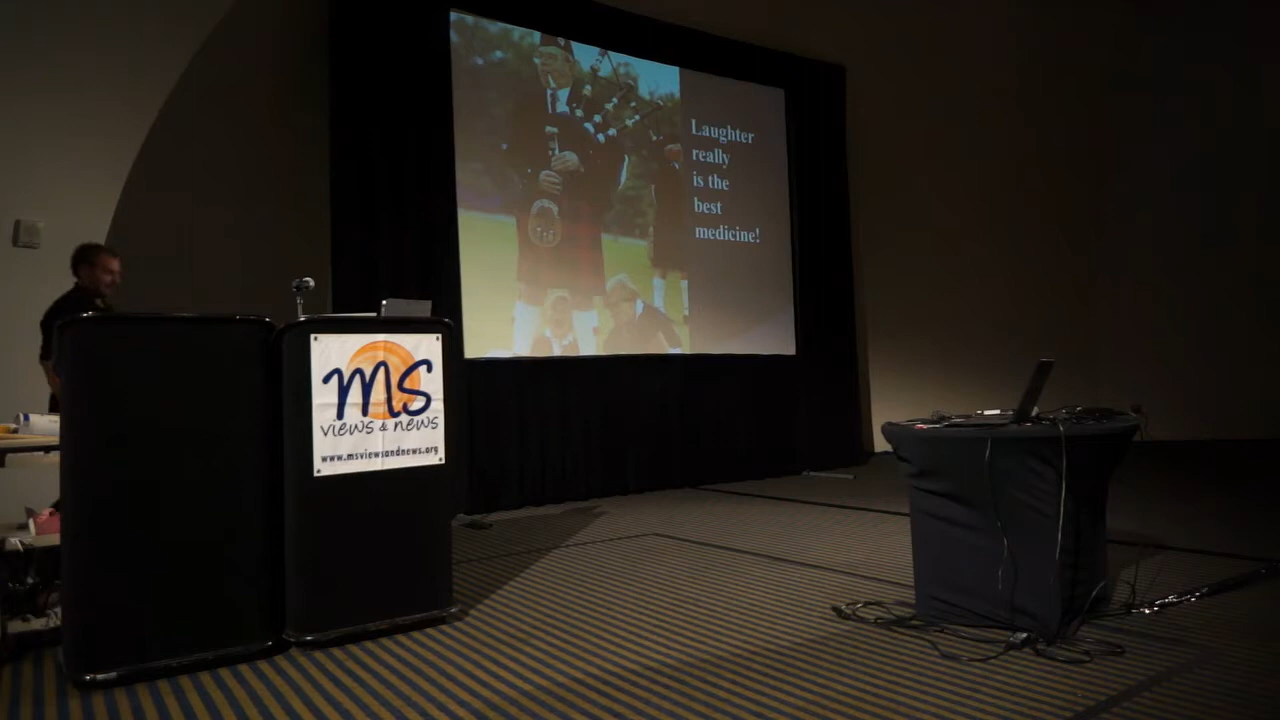 Laughter
really
is the
best
medicine!
MS
views & news
www.msviewsandnews.org